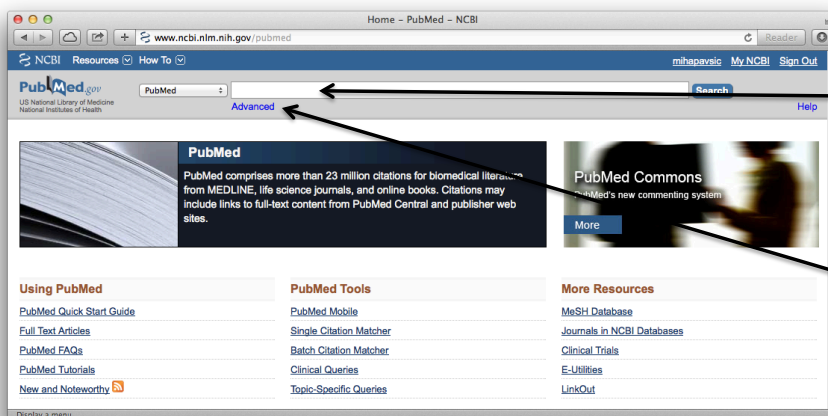 Home – PubMed – NCBI
www.ncbi.nlm.nih.gov/pubmed
Reader
NCBI Resources How To
mihapavsic My NCBI Sign Out
PubMed.gov
US National Library of Medicine
National Institutes of Health
PubMed
Search
Advanced
Help
PubMed
PubMed comprises more than 23 million citations for biomedical literature
from MEDLINE, life science journals, and online books. Citations may
include links to full-text content from PubMed Central and publisher web
sites.
PubMed Commons
PubMed's new commenting system
More
Using PubMed
PubMed Quick Start Guide
Full Text Articles
PubMed FAQs
PubMed Tutorials
New and Noteworthy
PubMed Tools
PubMed Mobile
Single Citation Matcher
Batch Citation Matcher
Clinical Queries
Topic-Specific Queries
More Resources
MeSH Database
Journals in NCBI Databases
Clinical Trials
E-Utilities
LinkOut
Display a menu